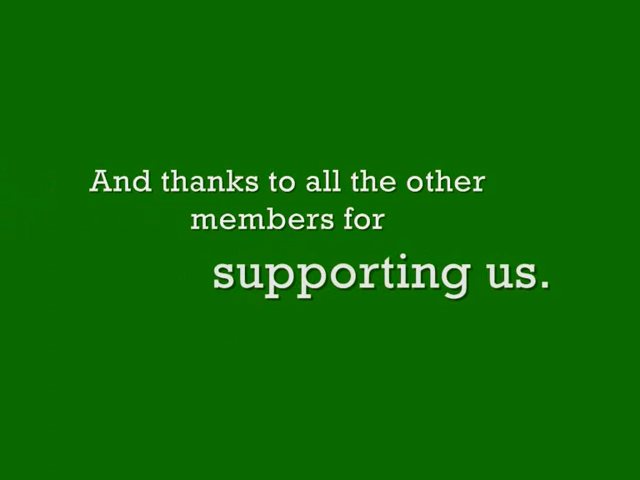 And thanks to all the other
members for
supporting us.